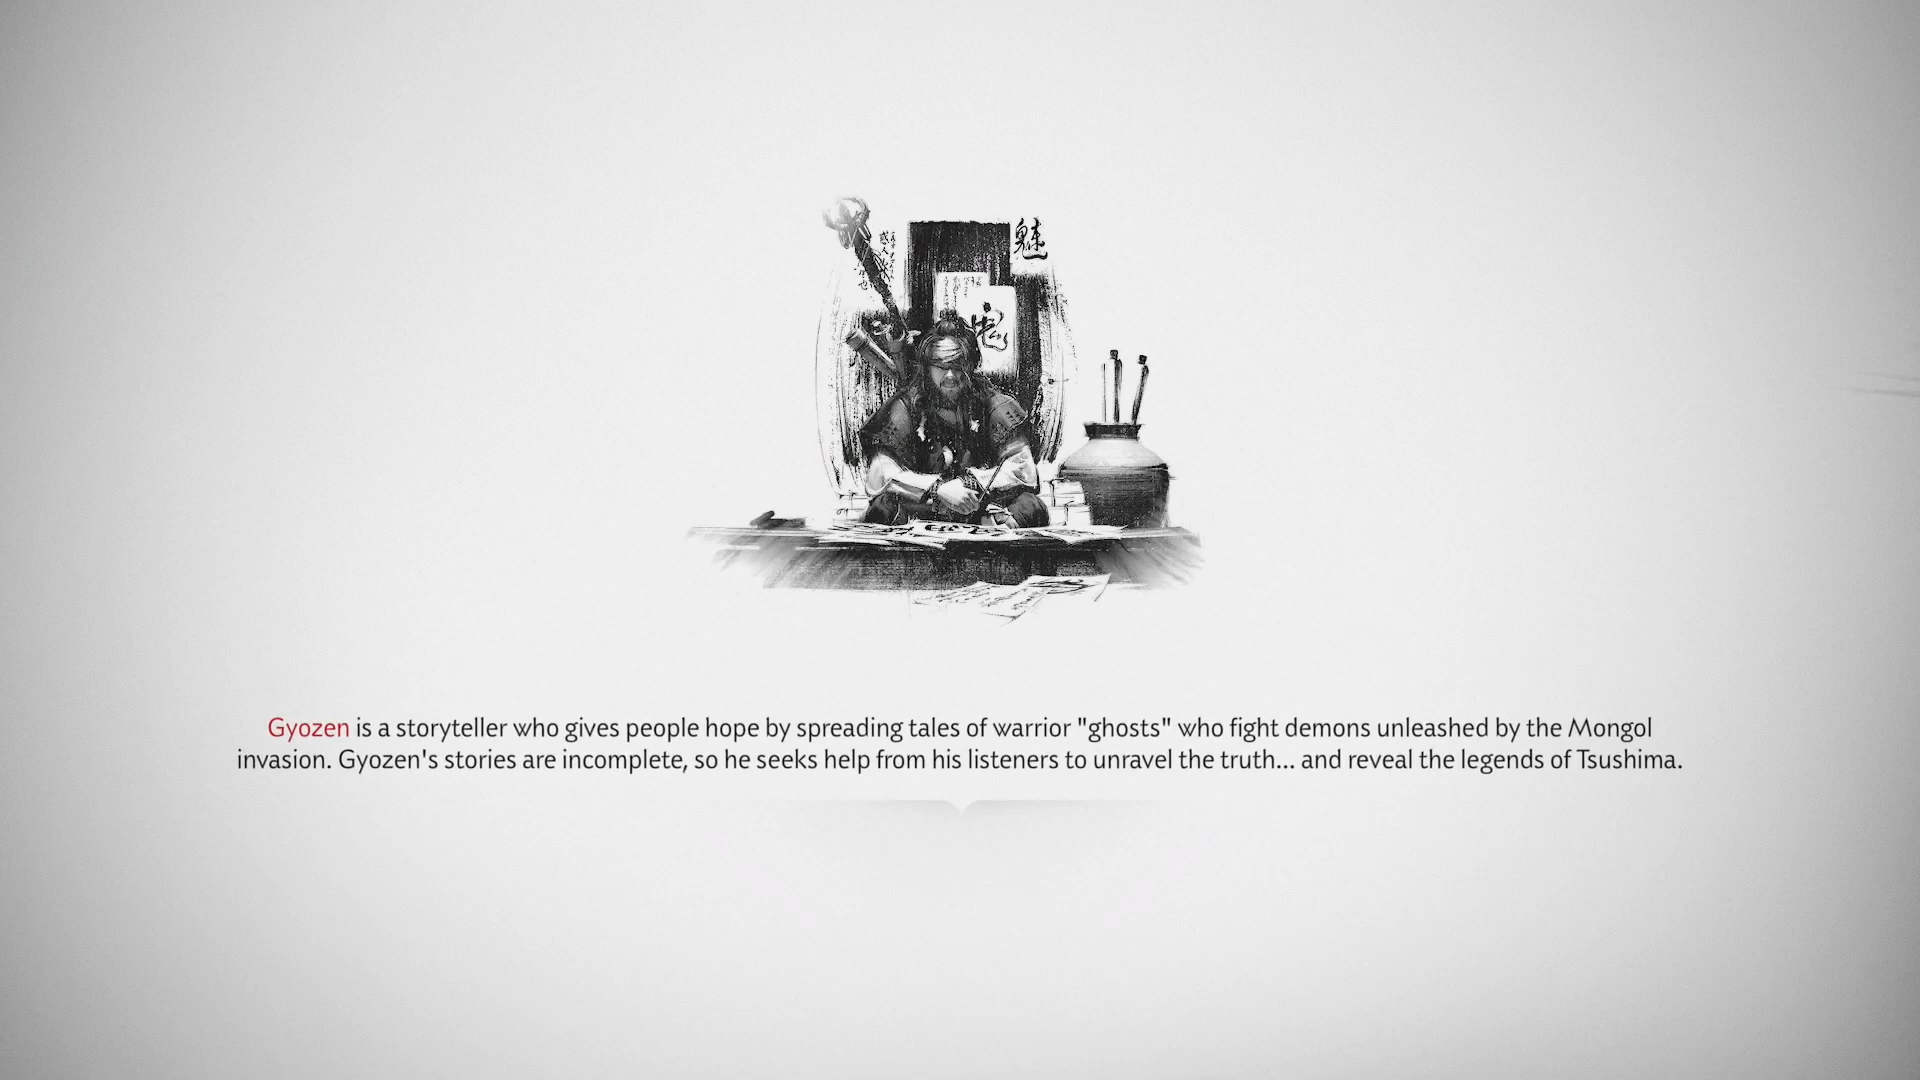 魅
鬼
Gyozen is a storyteller who gives people hope by spreading tales of warrior "ghosts" who fight demons unleashed by the Mongol
invasion. Gyozen's stories are incomplete, so he seeks help from his listeners to unravel the truth... and reveal the legends of Tsushima.